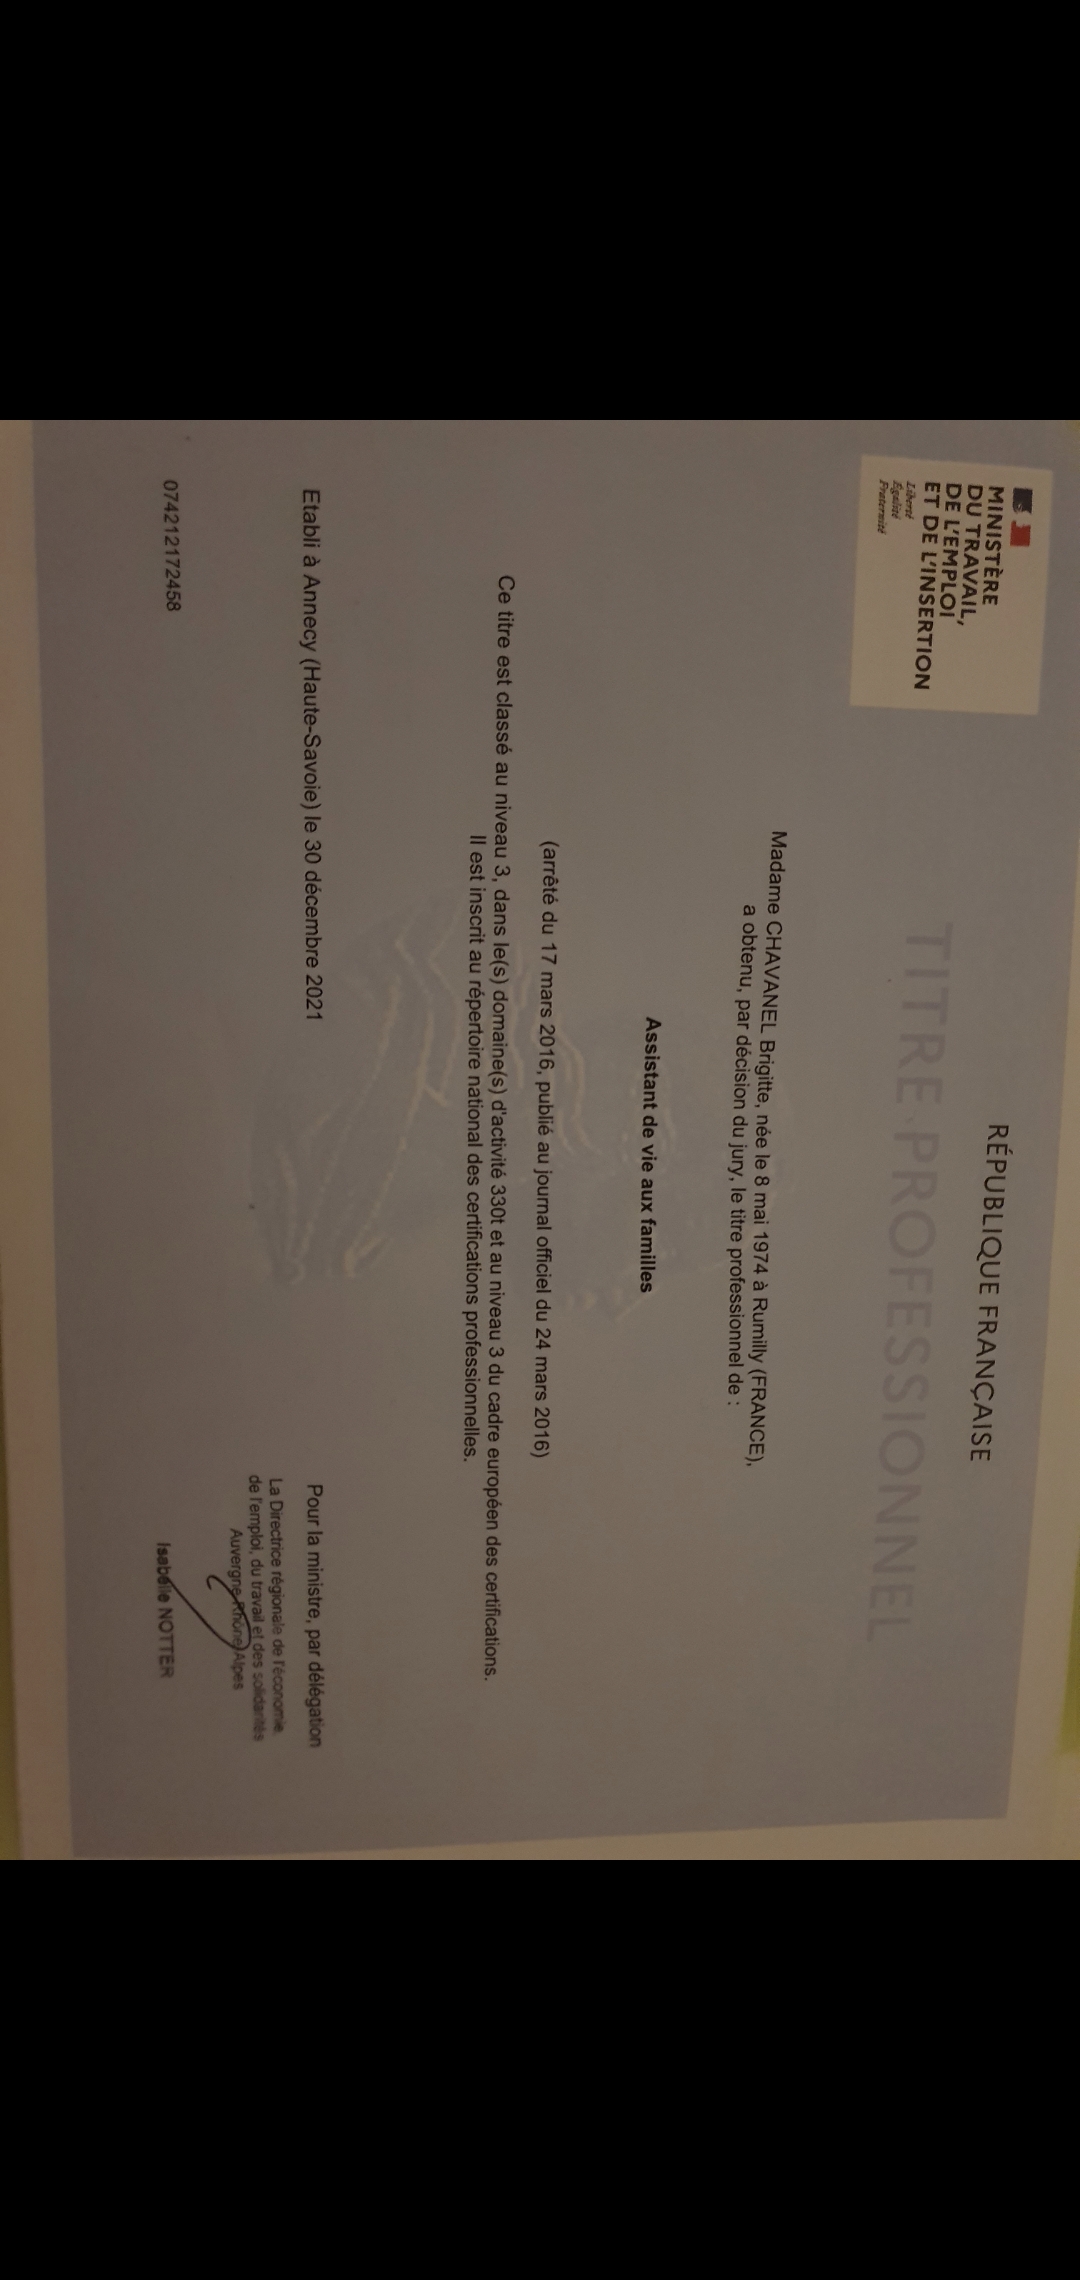 MINISTÈRE
DU TRAVAIL,
DE L'EMPLOI
ET DE L'INSERTION
Liberté
Égalité
Fraternité
RÉPUBLIQUE FRANÇAISE
TITRE PROFESSIONNEL
Madame CHAVANEL Brigitte, née le 8 mai 1974 à Rumilly (FRANCE),
a obtenu, par décision du jury, le titre professionnel de :
Assistant de vie aux familles
(arrêté du 17 mars 2016, publié au journal officiel du 24 mars 2016)
Ce titre est classé au niveau 3, dans le(s) domaine(s) d'activité 330t et au niveau 3 du cadre européen des certifications.
Il est inscrit au répertoire national des certifications professionnelles.
Etabli à Annecy (Haute-Savoie) le 30 décembre 2021
Pour la ministre, par délégation
La Directrice régionale de l'économie,
de l'emploi, du travail et des solidarités
Auvergne-Rhône-Alpes
Isabelle NOTTER
074212172458